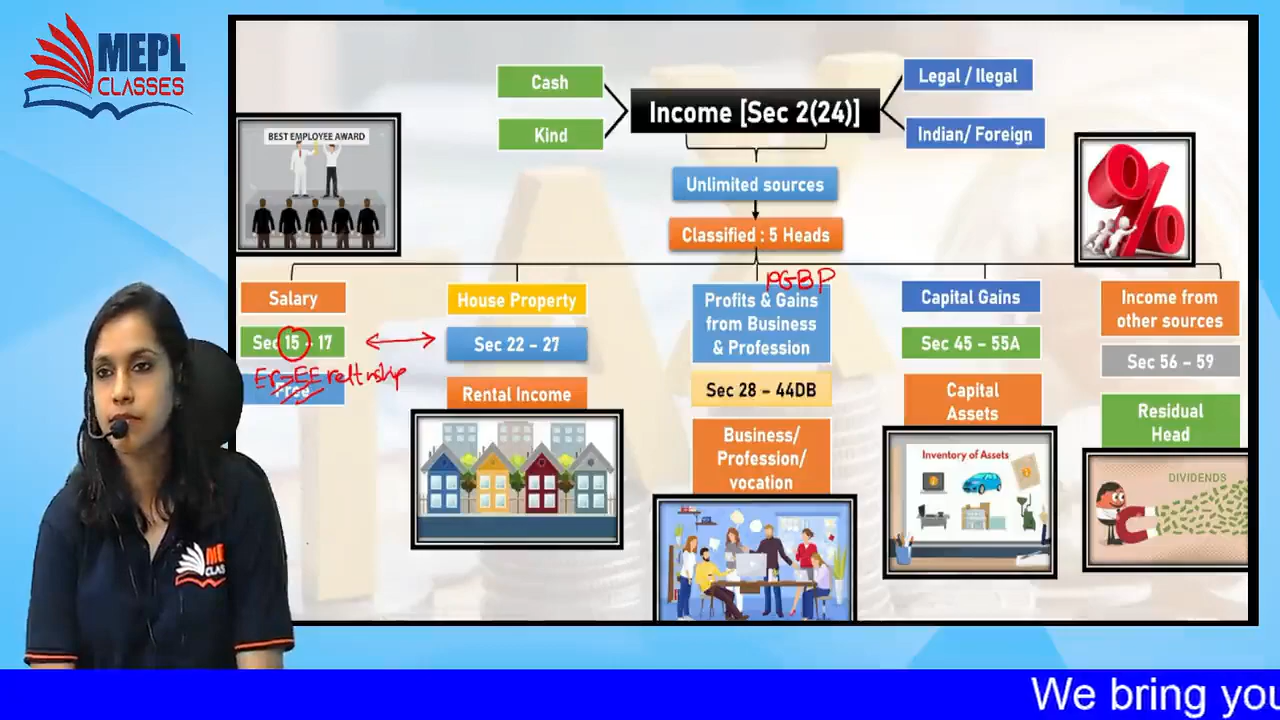 MEPL
CLASSES
Cash
Kind
Income [Sec 2(24)]
Legal / Ilegal
Indian/ Foreign
BEST EMPLOYEE AWARD
Unlimited sources
Classified : 5 Heads
PGBP
Salary
Sec 15 - 17
Er EE reltnship
House Property
Sec 22 – 27
Rental Income
Profits & Gains
from Business
& Profession
Sec 28 – 44DB
Business/
Profession/
vocation
Capital Gains
Sec 45 – 55A
Capital
Assets
Inventory of Assets
Income from
other sources
Sec 56 – 59
Residual
Head
DIVIDENDS
We bring you